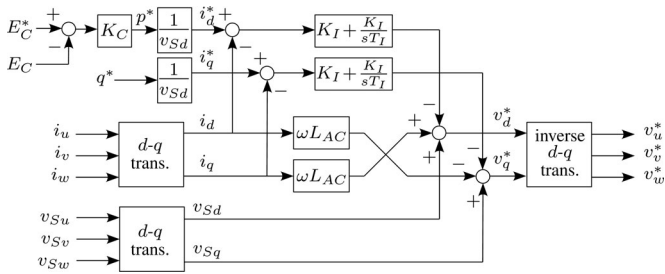 E_C^* + K_C p^* 1/v_{Sd} i_d^* + K_I + K_I/(sT_I)
−
E_C
−
q^* 1/v_{Sd} i_q^* + K_I + K_I/(sT_I)
−
− 
i_u i_d ωL_{AC} + v_d^* v_u^*
i_v d-q trans. + − − inverse d-q trans. v_v^*
i_w i_q ωL_{AC} v_q^* v_w^*
+
v_{Su} v_{Sd}
v_{Sv} d-q trans.
v_{Sw} v_{Sq}